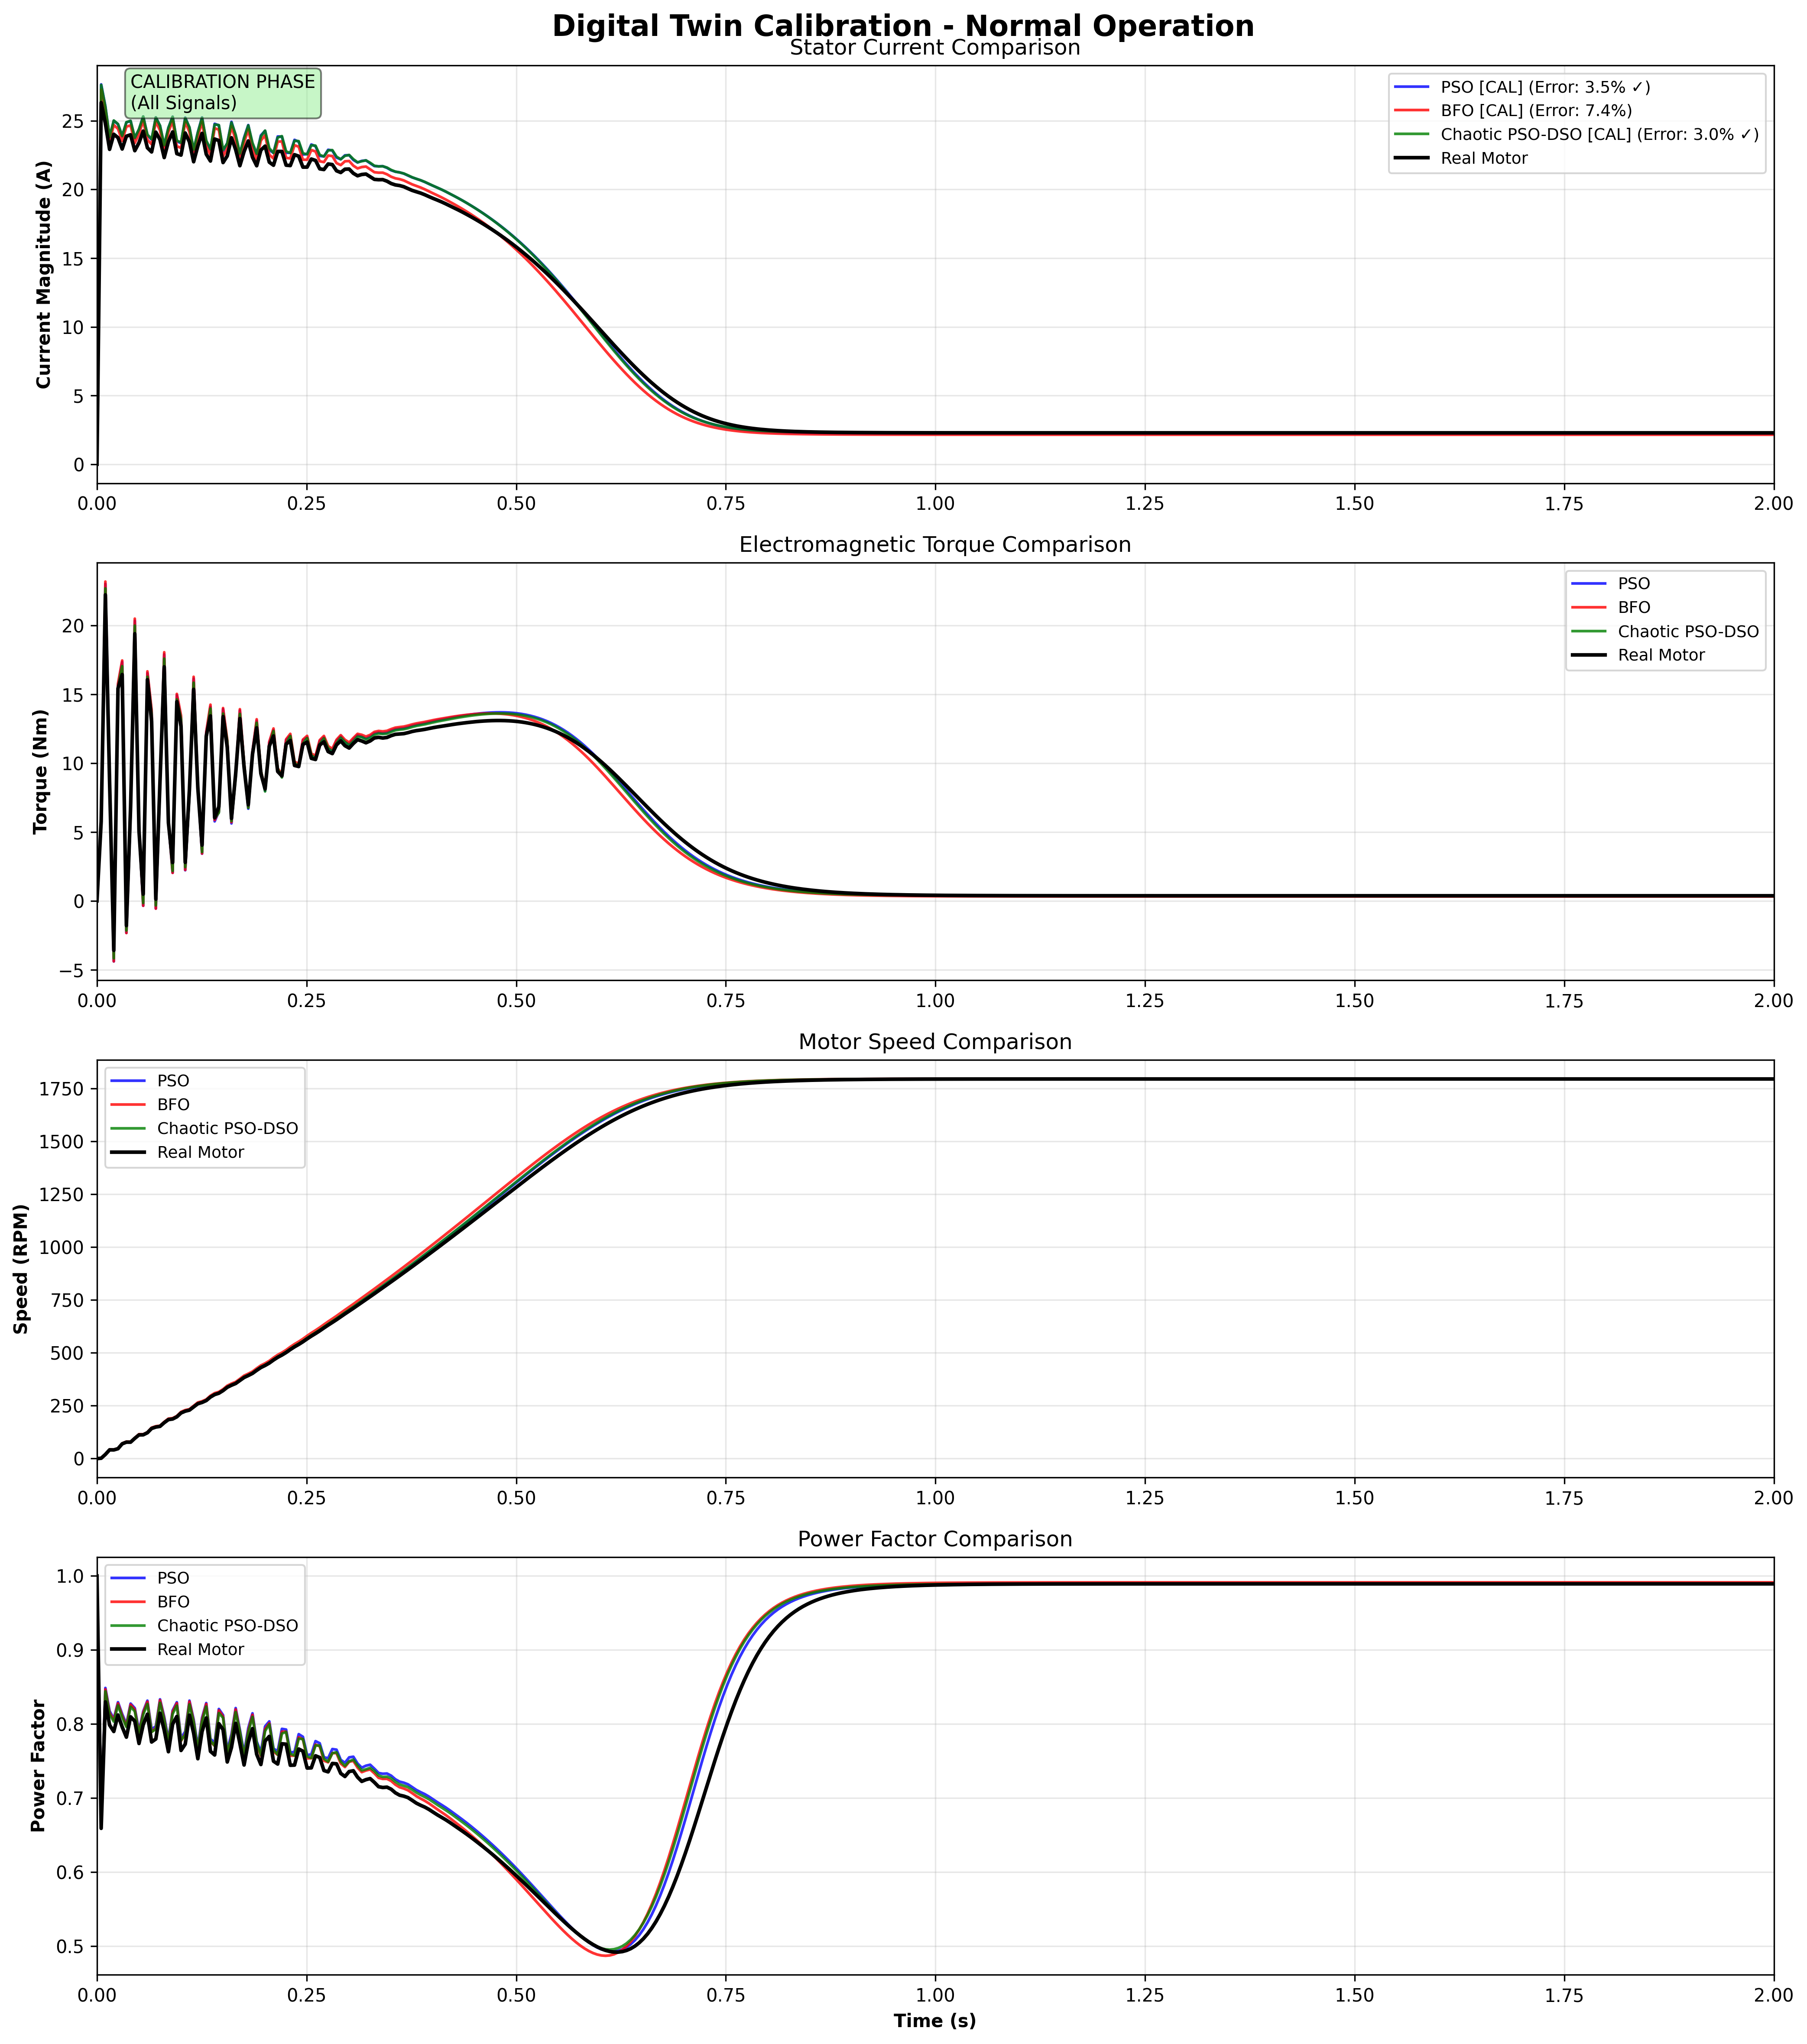 Digital Twin Calibration - Normal Operation
Stator Current Comparison
CALIBRATION PHASE
(All Signals)
PSO [CAL] (Error: 3.5% ✓)
BFO [CAL] (Error: 7.4%)
Chaotic PSO-DSO [CAL] (Error: 3.0% ✓)
Real Motor
Current Magnitude (A)
25
20
15
10
5
0
0.00 0.25 0.50 0.75 1.00 1.25 1.50 1.75 2.00
Electromagnetic Torque Comparison
PSO
BFO
Chaotic PSO-DSO
Real Motor
Torque (Nm)
20
15
10
5
0
−5
0.00 0.25 0.50 0.75 1.00 1.25 1.50 1.75 2.00
Motor Speed Comparison
PSO
BFO
Chaotic PSO-DSO
Real Motor
Speed (RPM)
1750
1500
1250
1000
750
500
250
0
0.00 0.25 0.50 0.75 1.00 1.25 1.50 1.75 2.00
Power Factor Comparison
PSO
BFO
Chaotic PSO-DSO
Real Motor
Power Factor
1.0
0.9
0.8
0.7
0.6
0.5
0.00 0.25 0.50 0.75 1.00 1.25 1.50 1.75 2.00
Time (s)